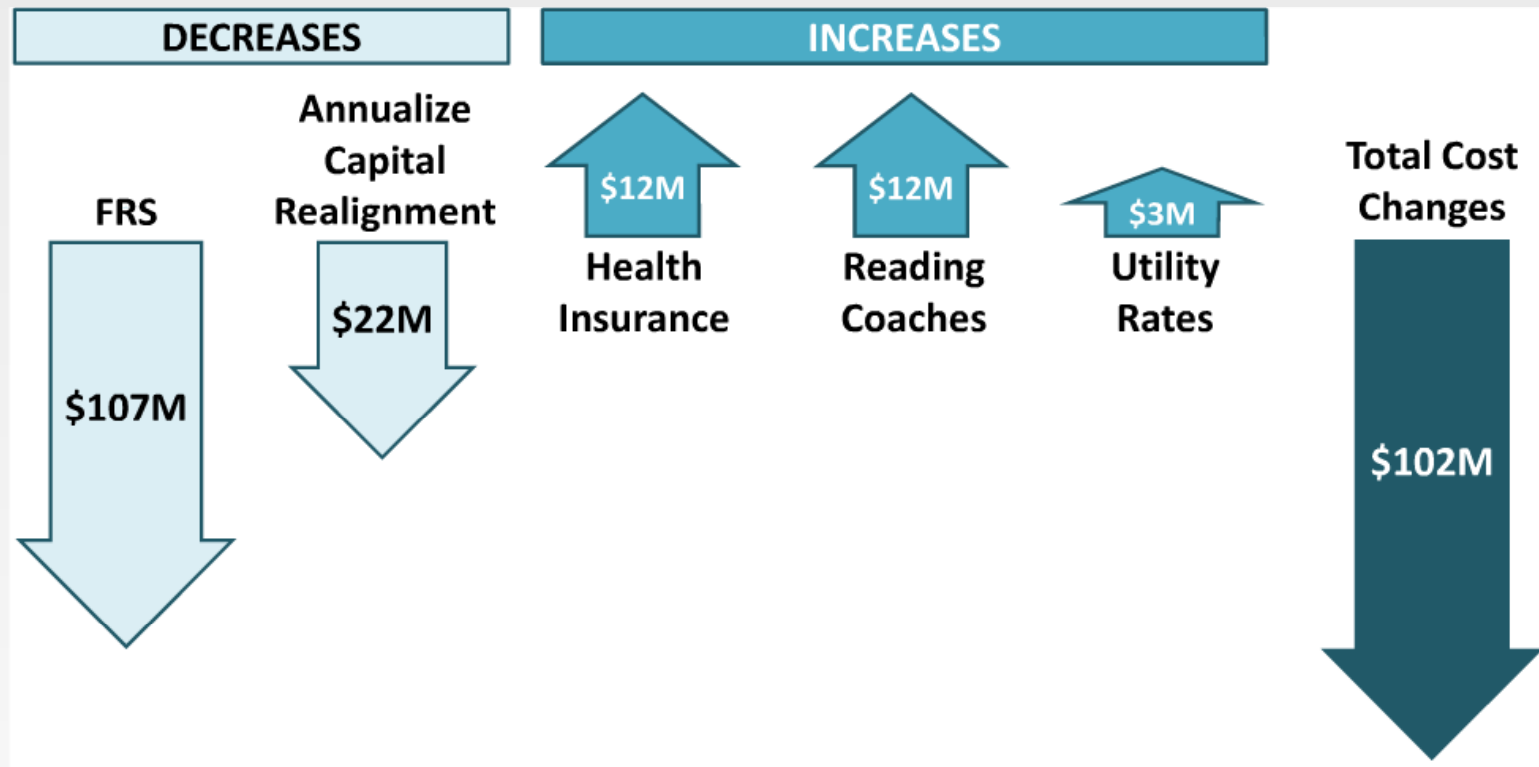 DECREASES
INCREASES
FRS
$107M
Annualize
Capital
Realignment
$22M
$12M
Health
Insurance
$12M
Reading
Coaches
$3M
Utility
Rates
Total Cost
Changes
$102M